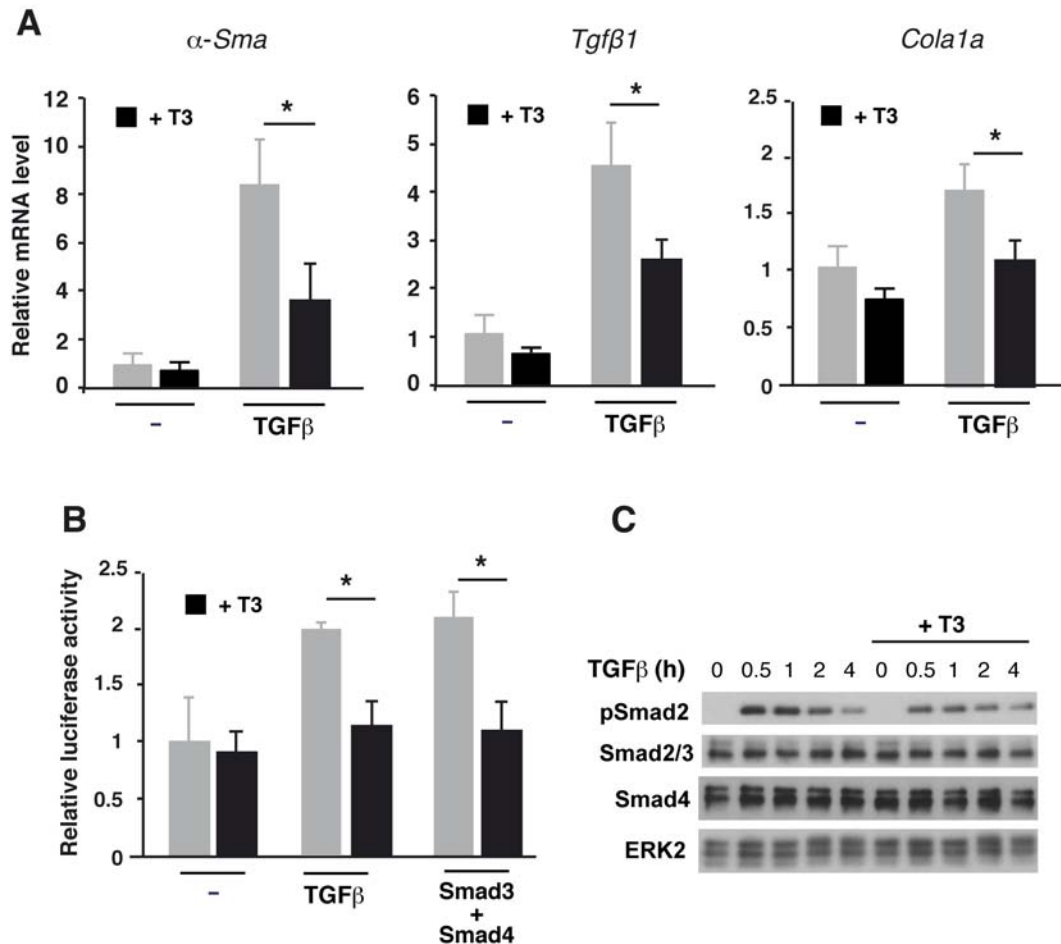 A
α-Sma
Tgfβ1
Cola1a
Relative mRNA level
12
10
8
6
4
2
0
+ T3
*
-
TGFβ
6
5
4
3
2
1
0
+ T3
*
-
TGFβ
2.5
2
1.5
1
0.5
0
+ T3
*
-
TGFβ
B
Relative luciferase activity
2.5
2
1.5
1
0.5
0
+ T3
*
*
-
TGFβ
Smad3
+
Smad4
C
+ T3
TGFβ (h) 0 0.5 1 2 4 0 0.5 1 2 4
pSmad2
Smad2/3
Smad4
ERK2